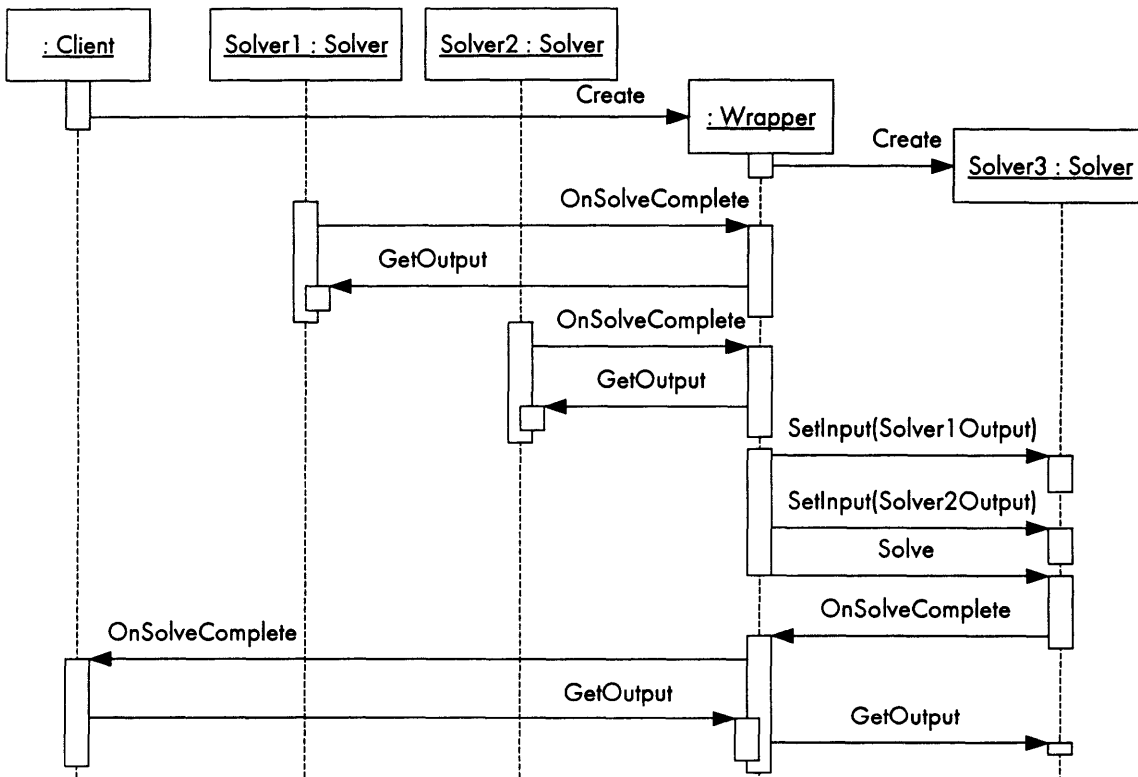 : Client
Solver1 : Solver
Solver2 : Solver
Create
: Wrapper
Create
Solver3 : Solver
OnSolveComplete
GetOutput
OnSolveComplete
GetOutput
SetInput(Solver1Output)
SetInput(Solver2Output)
Solve
OnSolveComplete
OnSolveComplete
GetOutput
GetOutput